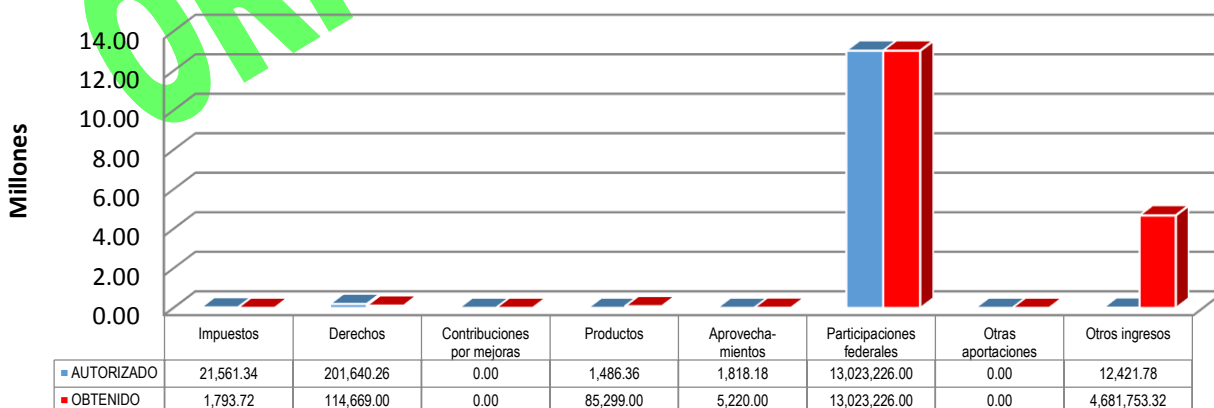 Millones
14.00
12.00
10.00
8.00
6.00
4.00
2.00
0.00
Impuestos Derechos Contribuciones por mejoras Productos Aprovecha-mientos Participaciones federales Otras aportaciones Otros ingresos
AUTORIZADO 21,561.34 201,640.26 0.00 1,486.36 1,818.18 13,023,226.00 0.00 12,421.78
OBTENIDO 1,793.72 114,669.00 0.00 85,299.00 5,220.00 13,023,226.00 0.00 4,681,753.32